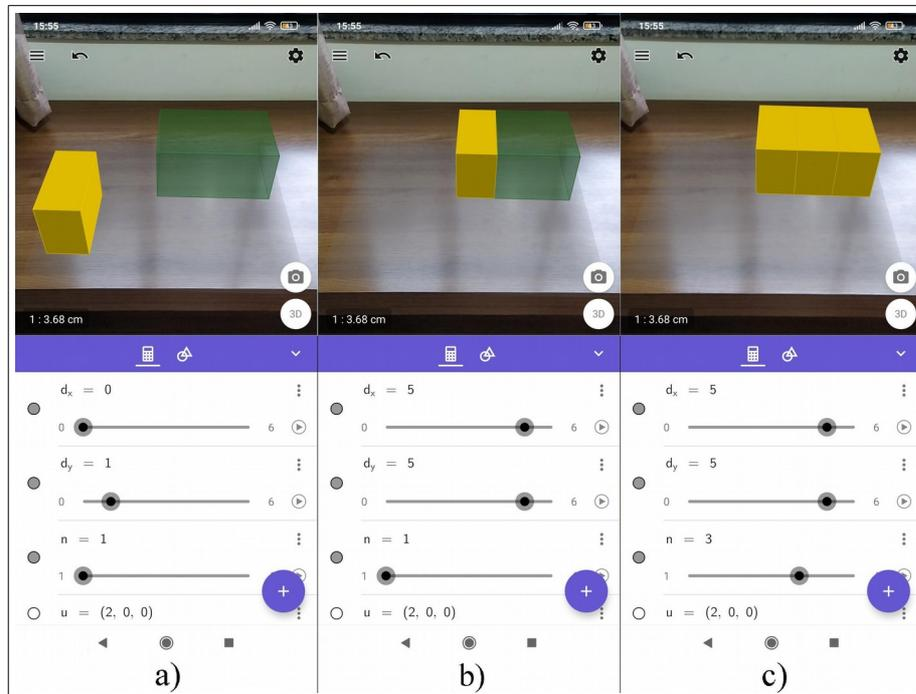 15:55
15:55
15:55
1 : 3.68 cm
1 : 3.68 cm
1 : 3.68 cm
3D
3D
3D
dₓ = 0
0 6
d_y = 1
0 6
n = 1
1
u = (2, 0, 0)
a)
dₓ = 5
0 6
d_y = 5
0 6
n = 1
1
u = (2, 0, 0)
b)
dₓ = 5
0 6
d_y = 5
0 6
n = 3
1
u = (2, 0, 0)
c)